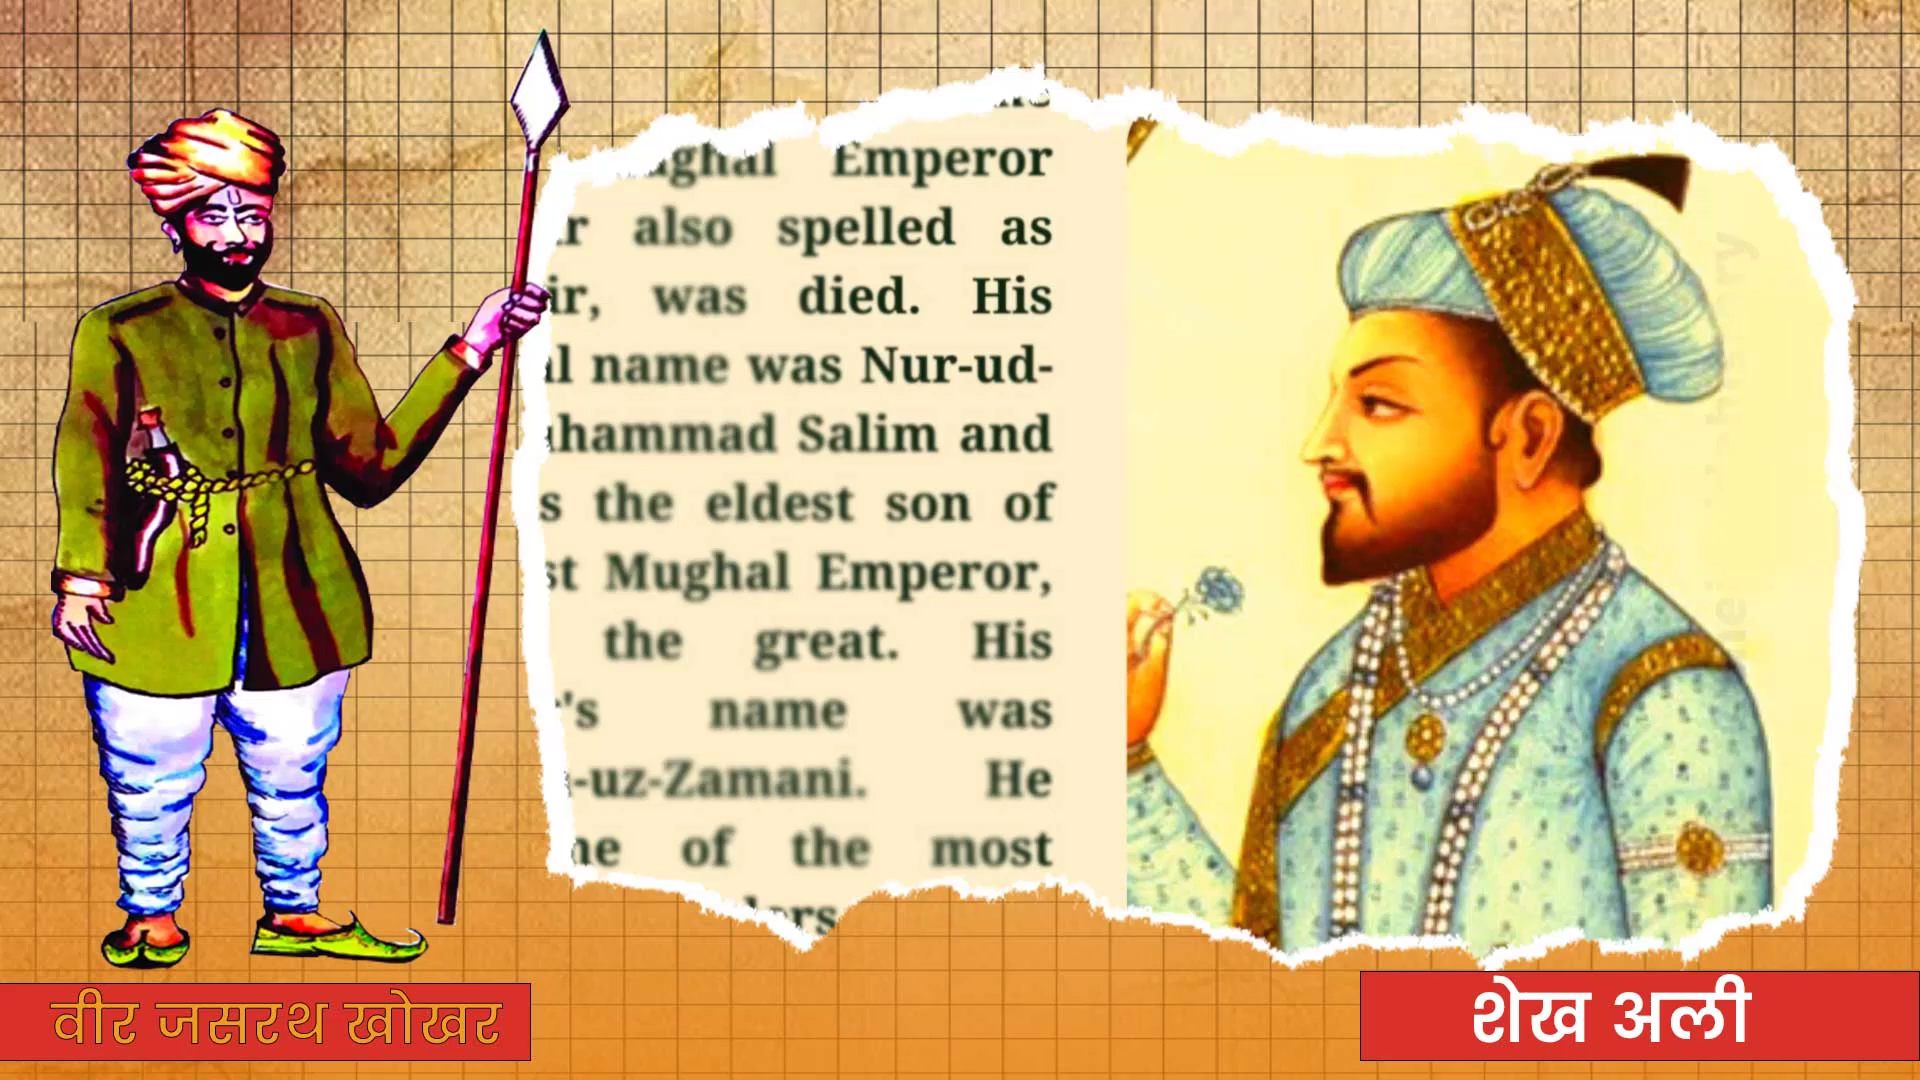 Emperor
also spelled as
was died. His
name was Nur-ud-
Salim and
the eldest son of
Mughal Emperor,
the great. His
's name was
-uz-Zamani. He
of the most
वीर जसरथ खोखर
शेख अली